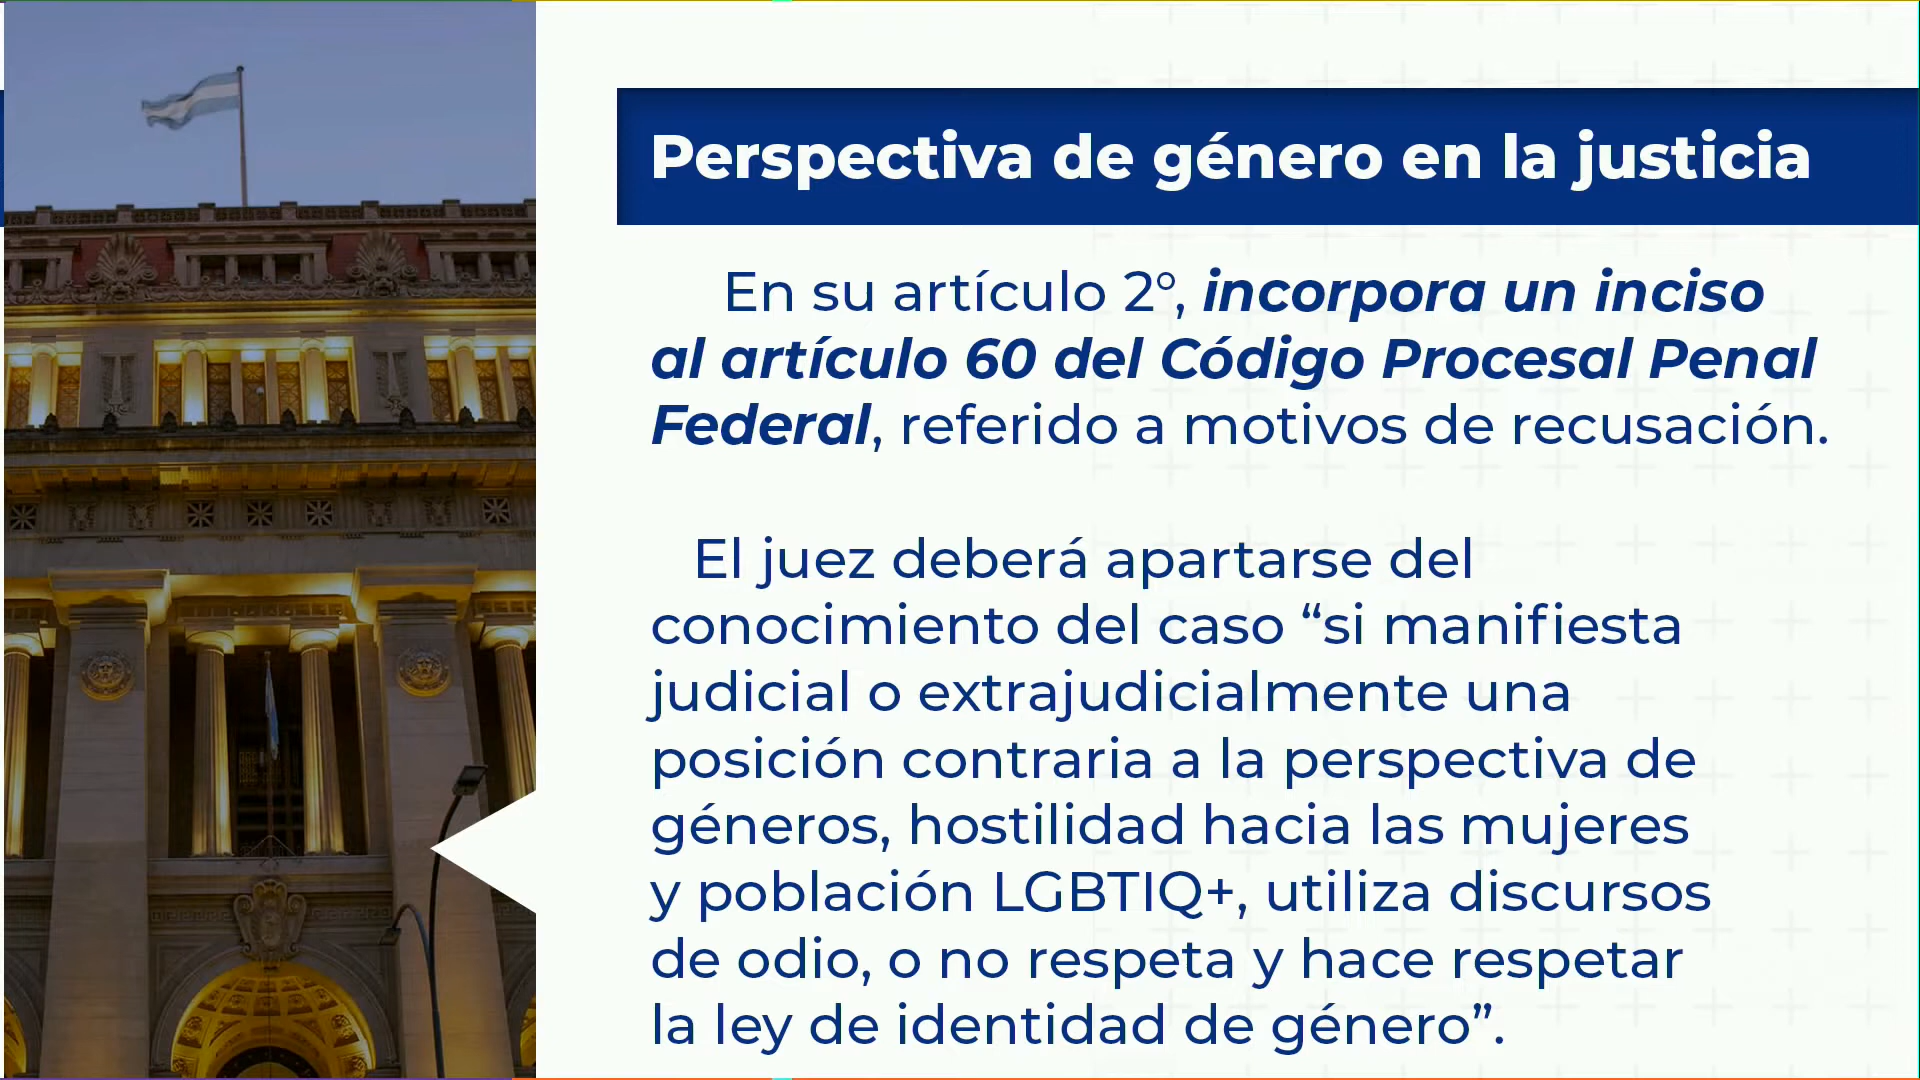 Perspectiva de género en la justicia
En su artículo 2°, incorpora un inciso
al artículo 60 del Código Procesal Penal
Federal, referido a motivos de recusación.
El juez deberá apartarse del
conocimiento del caso “si manifiesta
judicial o extrajudicialmente una
posición contraria a la perspectiva de
géneros, hostilidad hacia las mujeres
y población LGBTIQ+, utiliza discursos
de odio, o no respeta y hace respetar
la ley de identidad de género”.